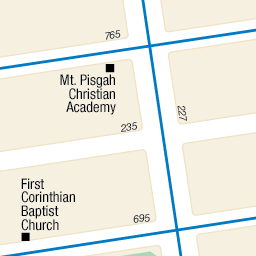 765
Mt. Pisgah
Christian
Academy
227
235
First
Corinthian
Baptist
Church
695